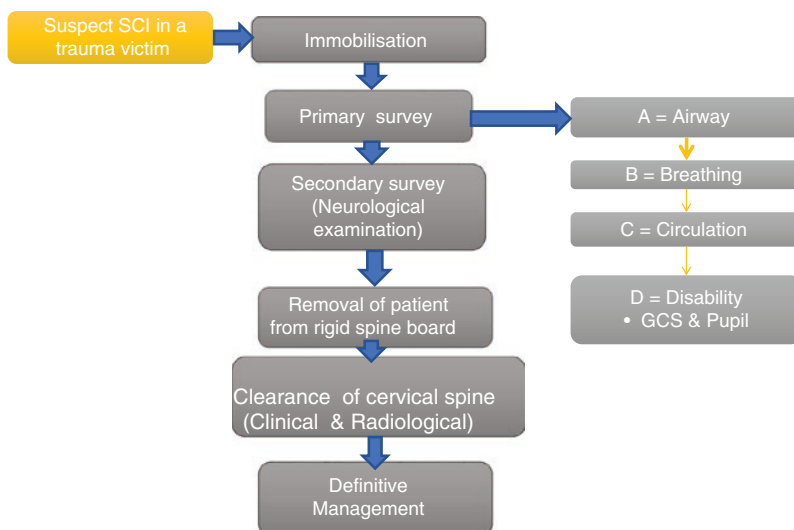 Suspect SCI in a
trauma victim
Immobilisation
Primary survey
A = Airway
B = Breathing
C = Circulation
D = Disability
• GCS & Pupil
Secondary survey
(Neurological
examination)
Removal of patient
from rigid spine board
Clearance of cervical spine
(Clinical & Radiological)
Definitive
Management